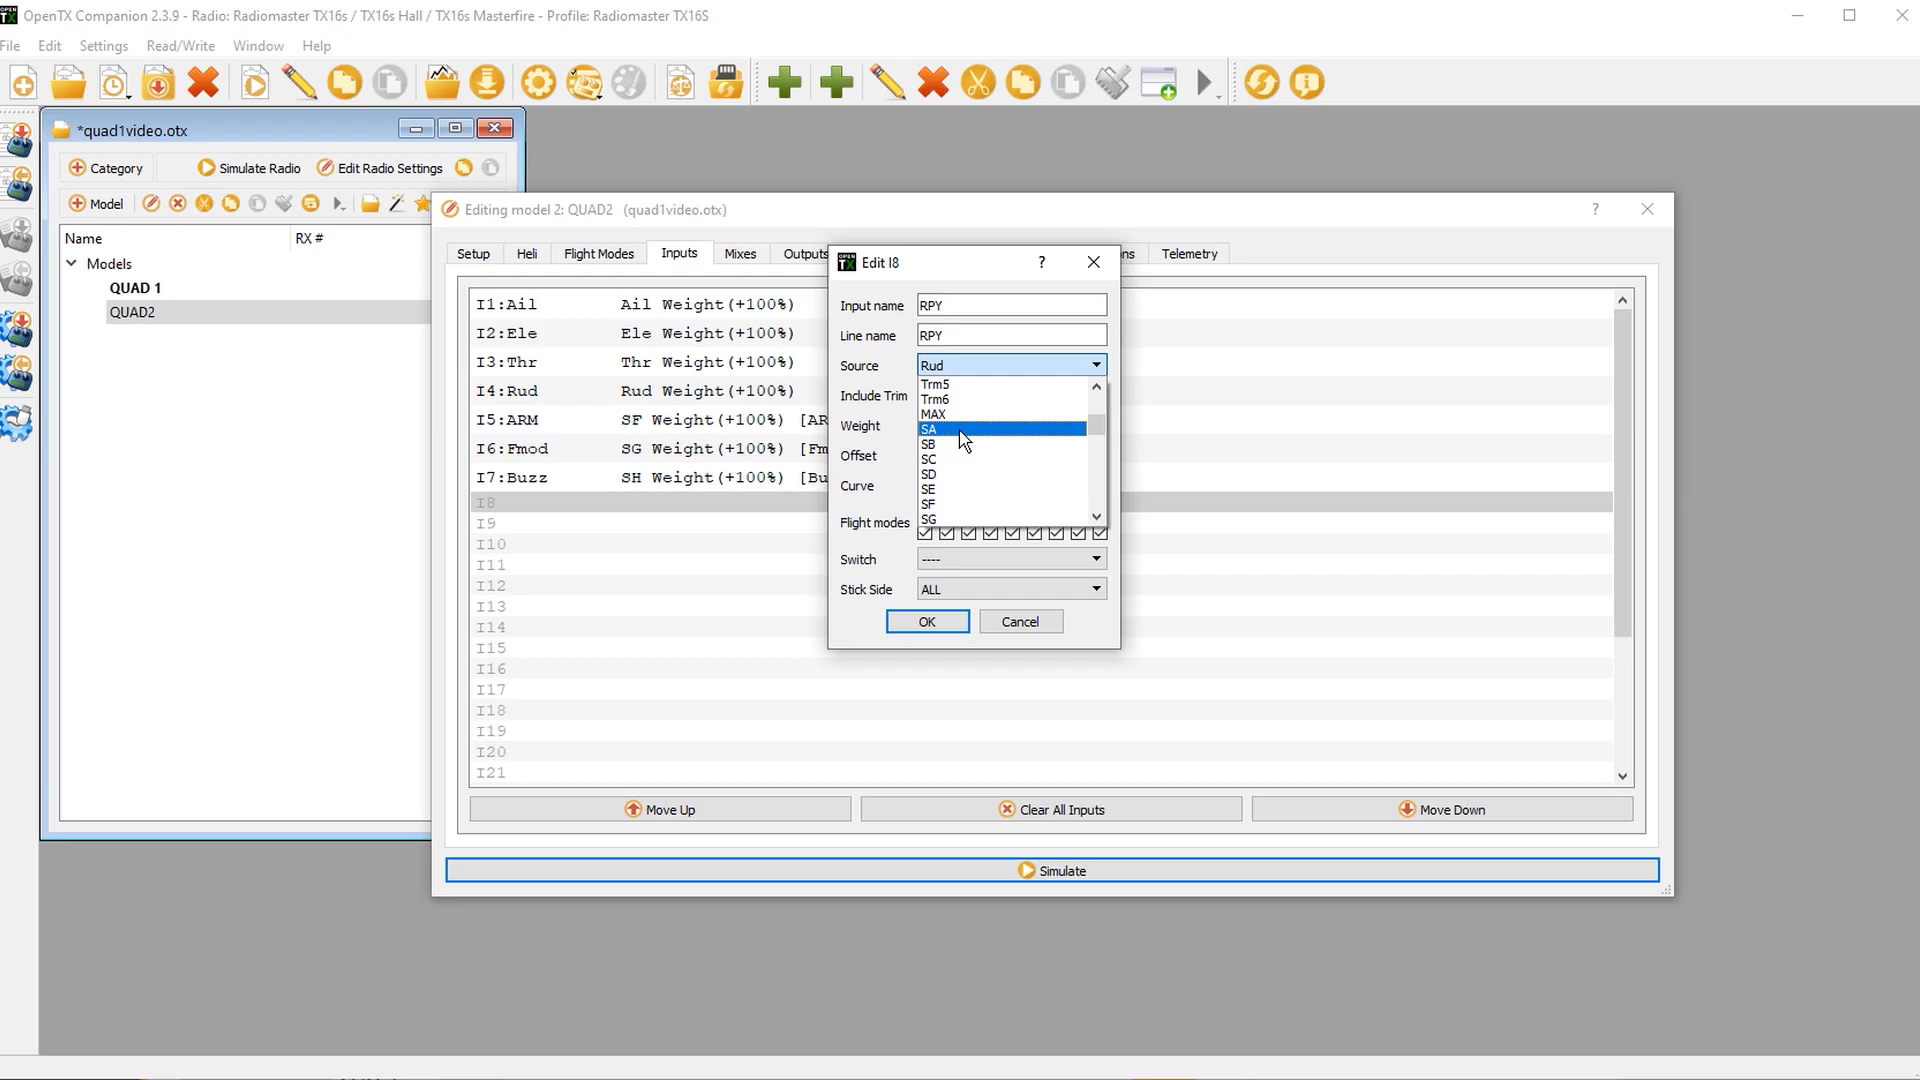 OpenTX Companion 2.3.9 - Radio: Radiomaster TX16s / TX16s Hall / TX16s Masterfire - Profile: Radiomaster TX16S
File Edit Settings Read/Write Window Help
*quad1video.otx
Category Simulate Radio Edit Radio Settings
Model
Name RX #
Models
QUAD 1
QUAD2
Editing model 2: QUAD2 (quad1video.otx)
Setup Heli Flight Modes Inputs Mixes Outputs ns Telemetry
I1:Ail Ail Weight(+100%)
I2:Ele Ele Weight(+100%)
I3:Thr Thr Weight(+100%)
I4:Rud Rud Weight(+100%)
I5:ARM SF Weight(+100%) [AR
I6:Fmod SG Weight(+100%) [Fm
I7:Buzz SH Weight(+100%) [Bu
I8
I9
I10
I11
I12
I13
I14
I15
I16
I17
I18
I19
I20
I21
Move Up Clear All Inputs Move Down
Simulate
OPEN TX Edit I8
Input name RPY
Line name RPY
Source Rud
Include Trim
Weight
Offset
Curve
Flight modes
Trm5
Trm6
MAX
SA
SB
SC
SD
SE
SF
SG
Switch ----
Stick Side ALL
OK Cancel